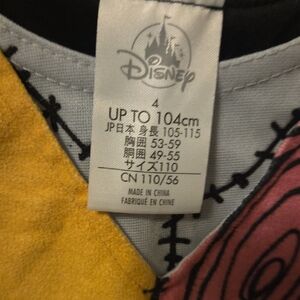 Disney
4
UP TO 104cm
JP日本 身長 105-115
胸囲 53-59
胴囲 49-55
サイズ110
CN 110/56
MADE IN CHINA
FABRIQUÉ EN CHINE